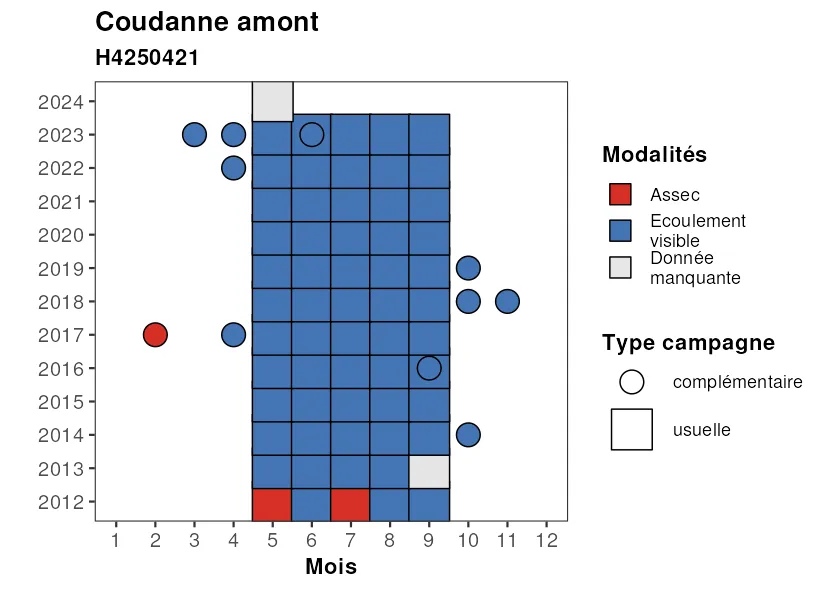 Coudanne amont
H4250421
2024
2023
2022
2021
2020
2019
2018
2017
2016
2015
2014
2013
2012
1 2 3 4 5 6 7 8 9 10 11 12
Mois
Modalités
Assec
Ecoulement
visible
Donnée
manquante
Type campagne
complémentaire
usuelle